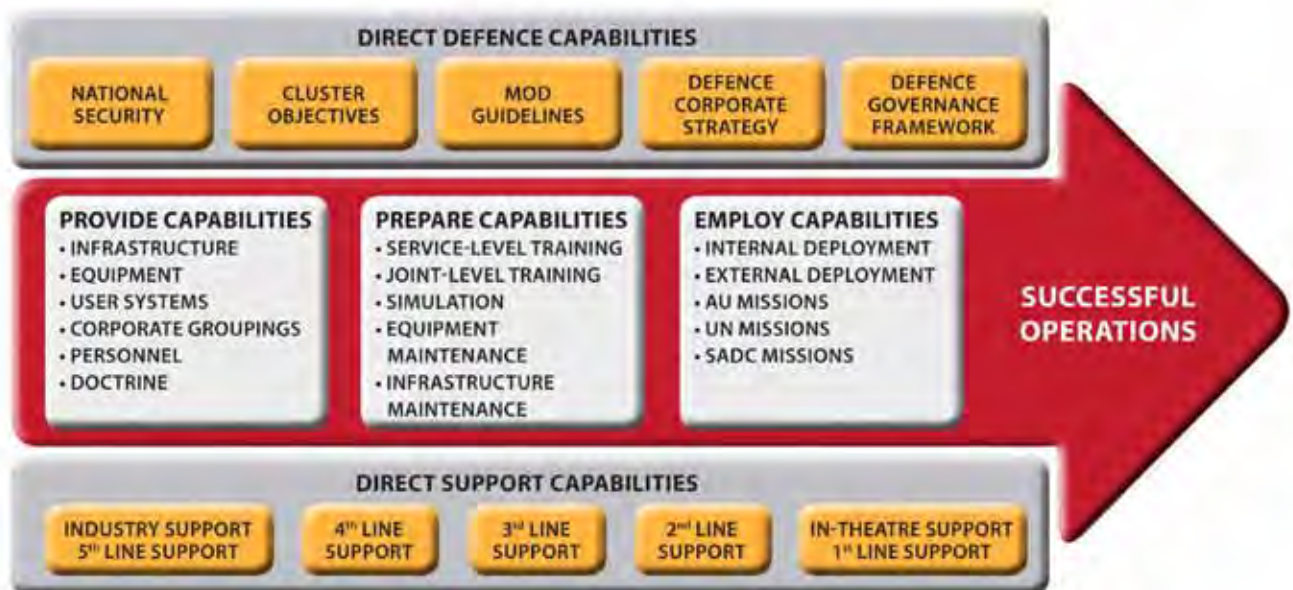 DIRECT DEFENCE CAPABILITIES
NATIONAL
SECURITY
CLUSTER
OBJECTIVES
MOD
GUIDELINES
DEFENCE
CORPORATE
STRATEGY
DEFENCE
GOVERNANCE
FRAMEWORK
PROVIDE CAPABILITIES
• INFRASTRUCTURE
• EQUIPMENT
• USER SYSTEMS
• CORPORATE GROUPINGS
• PERSONNEL
• DOCTRINE
PREPARE CAPABILITIES
• SERVICE-LEVEL TRAINING
• JOINT-LEVEL TRAINING
• SIMULATION
• EQUIPMENT
MAINTENANCE
• INFRASTRUCTURE
MAINTENANCE
EMPLOY CAPABILITIES
• INTERNAL DEPLOYMENT
• EXTERNAL DEPLOYMENT
• AU MISSIONS
• UN MISSIONS
• SADC MISSIONS
SUCCESSFUL
OPERATIONS
DIRECT SUPPORT CAPABILITIES
INDUSTRY SUPPORT
5th LINE SUPPORT
4th LINE
SUPPORT
3rd LINE
SUPPORT
2nd LINE
SUPPORT
IN-THEATRE SUPPORT
1st LINE SUPPORT